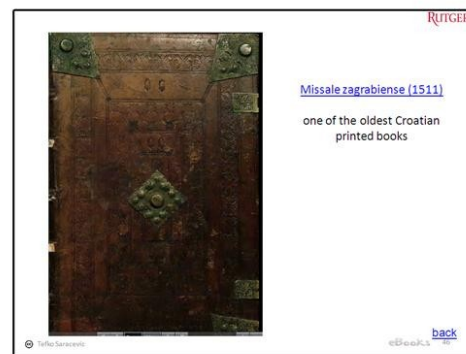 RUTGER
Missale zagrabiense (1511)
one of the oldest Croatian
printed books
back
Tefko Saracevic
eBooks